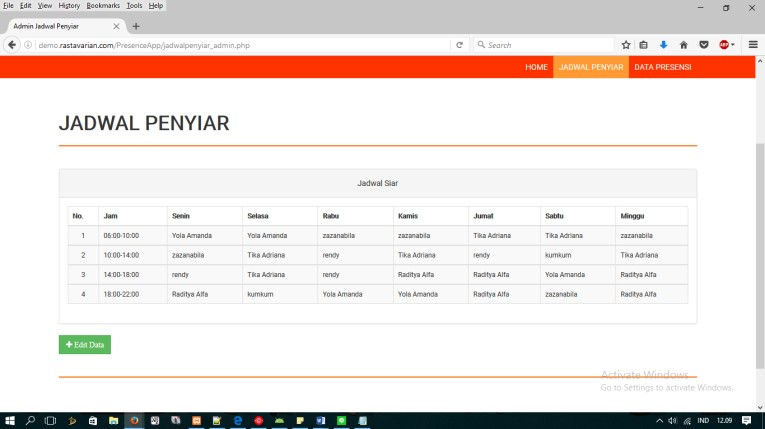 File Edit View History Bookmarks Tools Help
Admin Jadwal Penyiar
demo.rastavarian.com/PresenceApp/jadwalpenyiar_admin.php
Search
ABP
HOME JADWAL PENYIAR DATA PRESENSI
JADWAL PENYIAR
Jadwal Siar
No. Jam Senin Selasa Rabu Kamis Jumat Sabtu Minggu
1 06:00-10:00 Yola Amanda Yola Amanda zazanabila zazanabila Tika Adriana Tika Adriana zazanabila
2 10:00-14:00 zazanabila Tika Adriana rendy Tika Adriana rendy kumkum Tika Adriana
3 14:00-18:00 rendy Tika Adriana rendy Raditya Alfa Raditya Alfa Yola Amanda Raditya Alfa
4 18:00-22:00 Raditya Alfa kumkum Yola Amanda Yola Amanda Raditya Alfa zazanabila Raditya Alfa
Edit Data
Activate Windows
Go to Settings to activate Windows.
IND 12.09